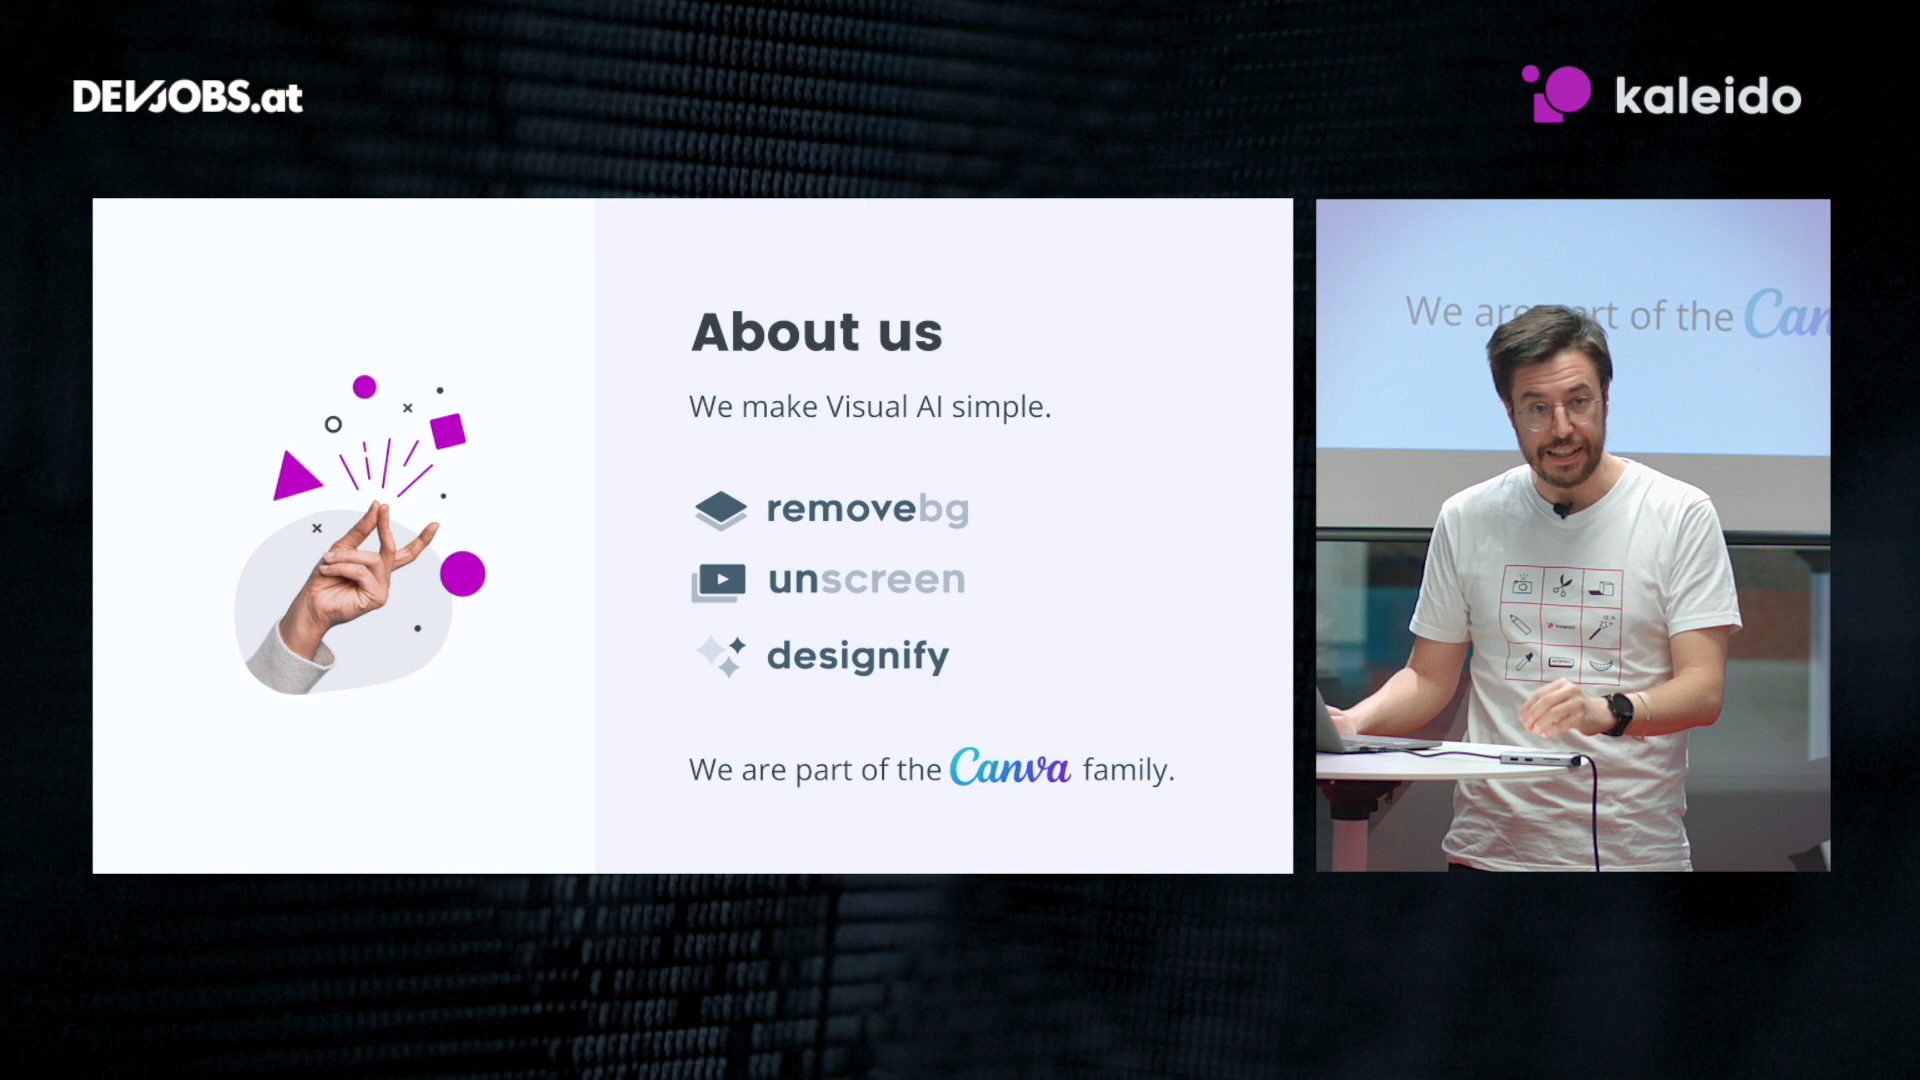 DEVJOBS.at
kaleido
About us
We make Visual AI simple.
removebg
unscreen
designify
We are part of the Canva family.
We are part of the Can
kaleido